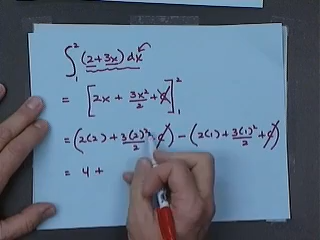 ∫₁² (2+3x)dx
= [2x + 3x²/2 + C]₁²
= (2(2) + 3(2)²/2 + C) - (2(1) + 3(1)²/2 + C)
= 4 +